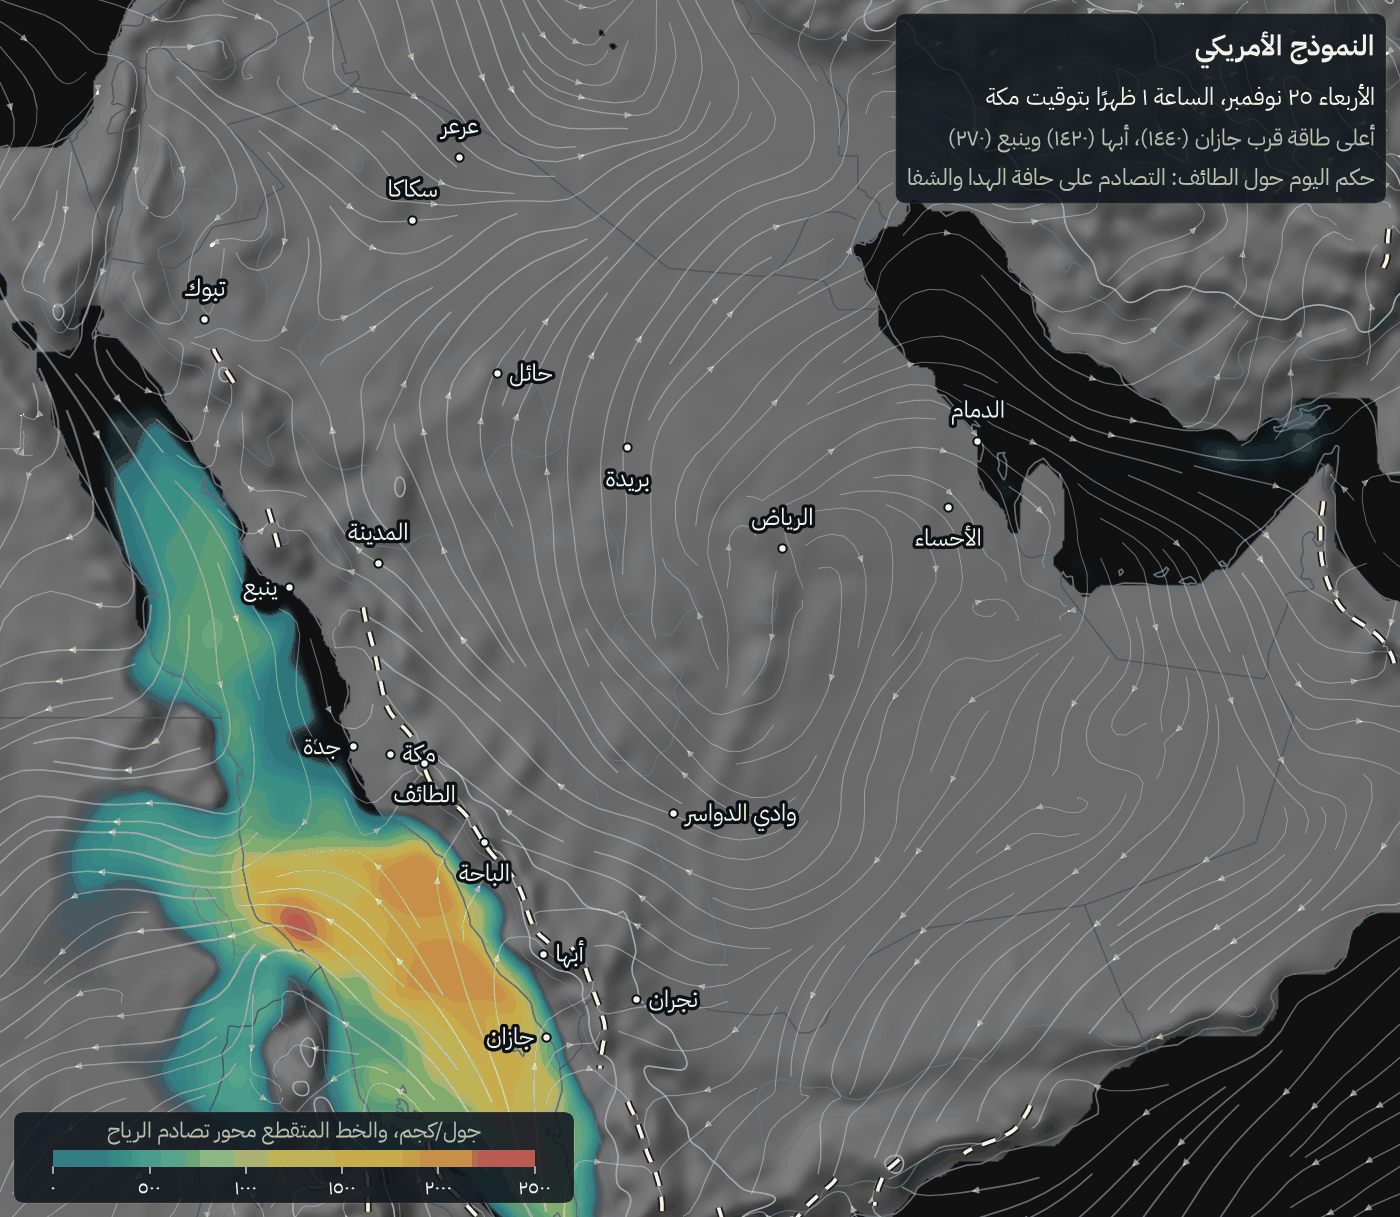 النموذج الأمريكي
الأربعاء ٢٥ نوفمبر، الساعة ١ ظهرًا بتوقيت مكة
أعلى طاقة قرب جازان (١٤٤٠)، أبها (١٤٢٠) وينبع (٢٧٠)
حكم اليوم حول الطائف: التصادم على حافة الهدا والشفا
عرعر
سكاكا
تبوك
حائل
الدمام
بريدة
الرياض
الأحساء
المدينة
ينبع
جدة
مكة
الطائف
وادي الدواسر
الباحة
أبها
نجران
جازان
جول/كجم، والخط المتقطع محور تصادم الرياح
٠ ٥٠٠ ١٠٠٠ ١٥٠٠ ٢٠٠٠ ٢٥٠٠